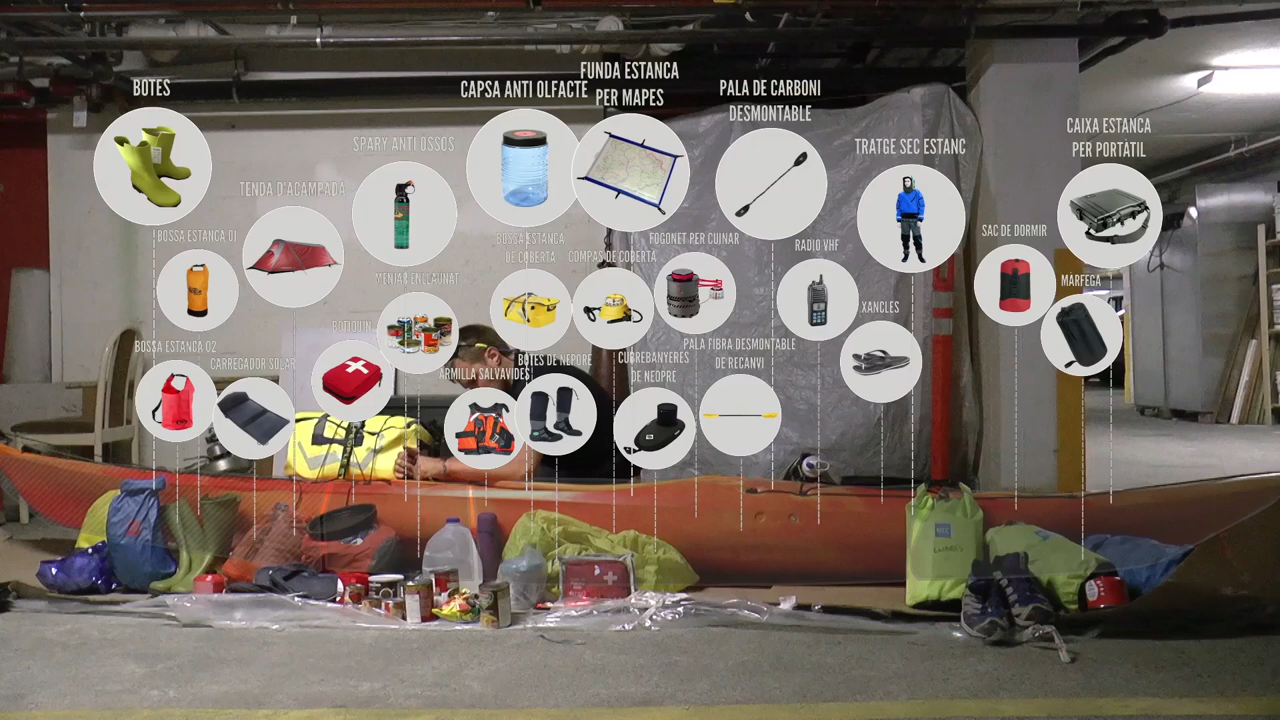 BOTES
CAPSA ANTI OLFACTE
FUNDA ESTANCA
PER MAPES
PALA DE CARBONI
DESMONTABLE
SPARY ANTI OSSOS
TRATGE SEC ESTANC
CAIXA ESTANCA
PER PORTÀTIL
TENDA D'ACAMPADA
BOSSA ESTANCA 01
BOSSA ESTANCA
DE COBERTA
COMPAS DE COBERTA
FOGONET PER CUINAR
RADIO VHF
SAC DE DORMIR
MENJAR ENLLAUNAT
XANCLES
MÀRFEGA
BOTIQUIN
BOSSA ESTANCA 02
CARREGADOR SOLAR
ARMILLA SALVAVIDES
BOTES DE NEPORE
CUBREBANYERES
DE NEOPRE
PALA FIBRA DESMONTABLE
DE RECANVI
MEC